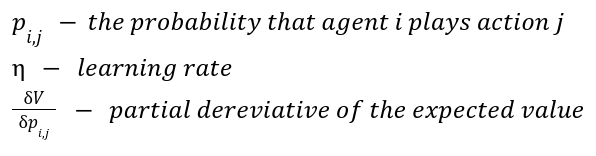 p_{i,j} − the probability that agent i plays action j
η − learning rate
δV/δp_{i,j} − partial dereviative of the expected value